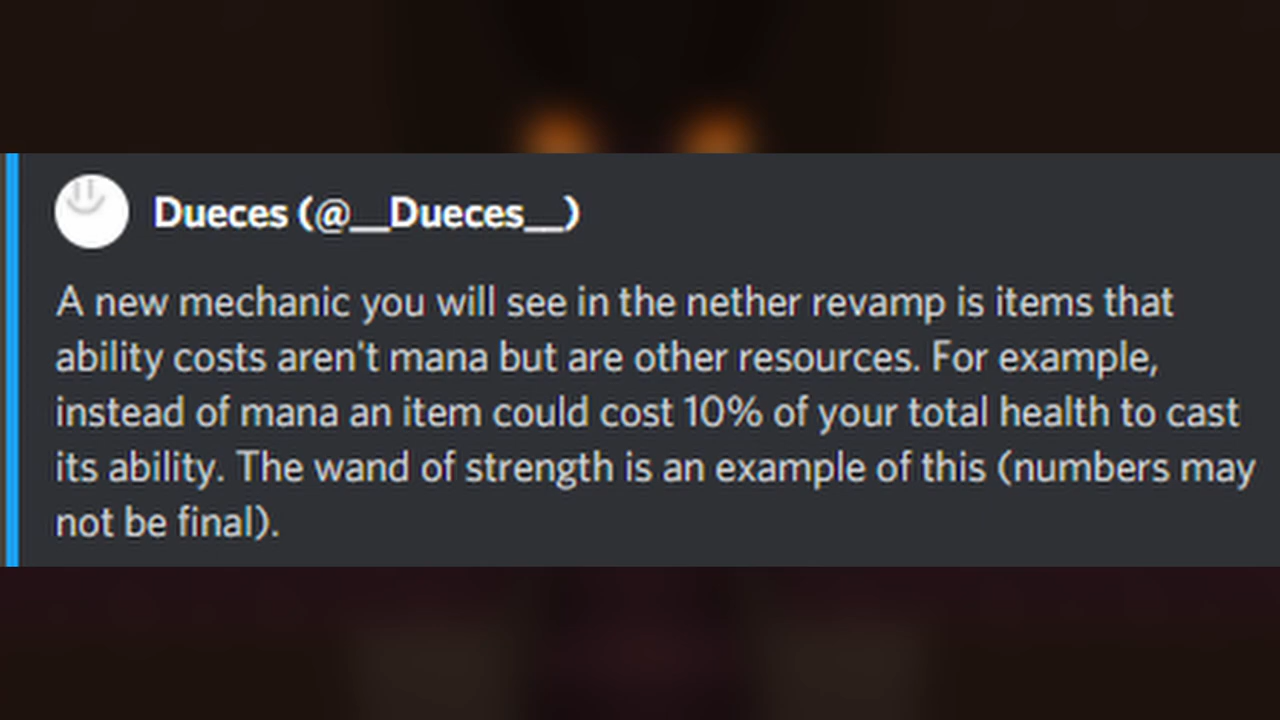 Dueces (@__Dueces__)
A new mechanic you will see in the nether revamp is items that
ability costs aren't mana but are other resources. For example,
instead of mana an item could cost 10% of your total health to cast
its ability. The wand of strength is an example of this (numbers may
not be final).